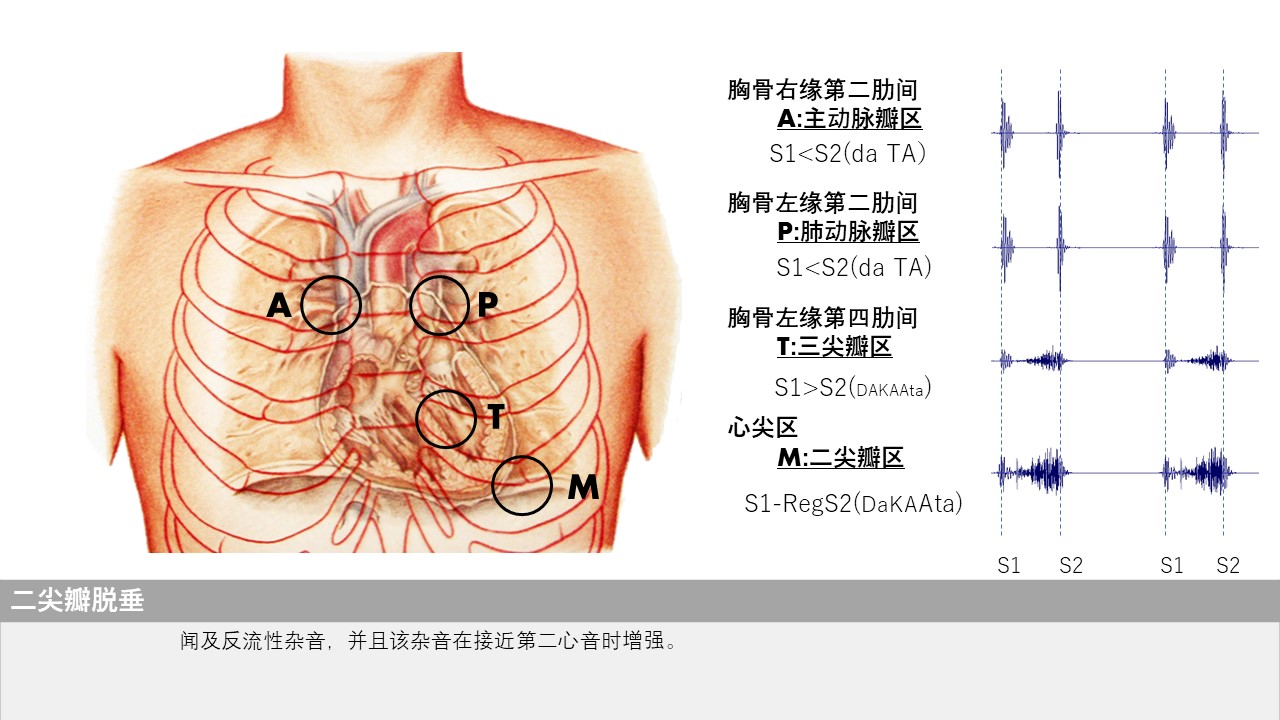 胸骨右缘第二肋间
A:主动脉瓣区
S1<S2(da TA)
胸骨左缘第二肋间
P:肺动脉瓣区
S1<S2(da TA)
胸骨左缘第四肋间
T:三尖瓣区
S1>S2(DAKAAta)
心尖区
M:二尖瓣区
S1-RegS2(DaKAAta)
A
P
T
M
S1 S2 S1 S2
二尖瓣脱垂
闻及反流性杂音，并且该杂音在接近第二心音时增强。